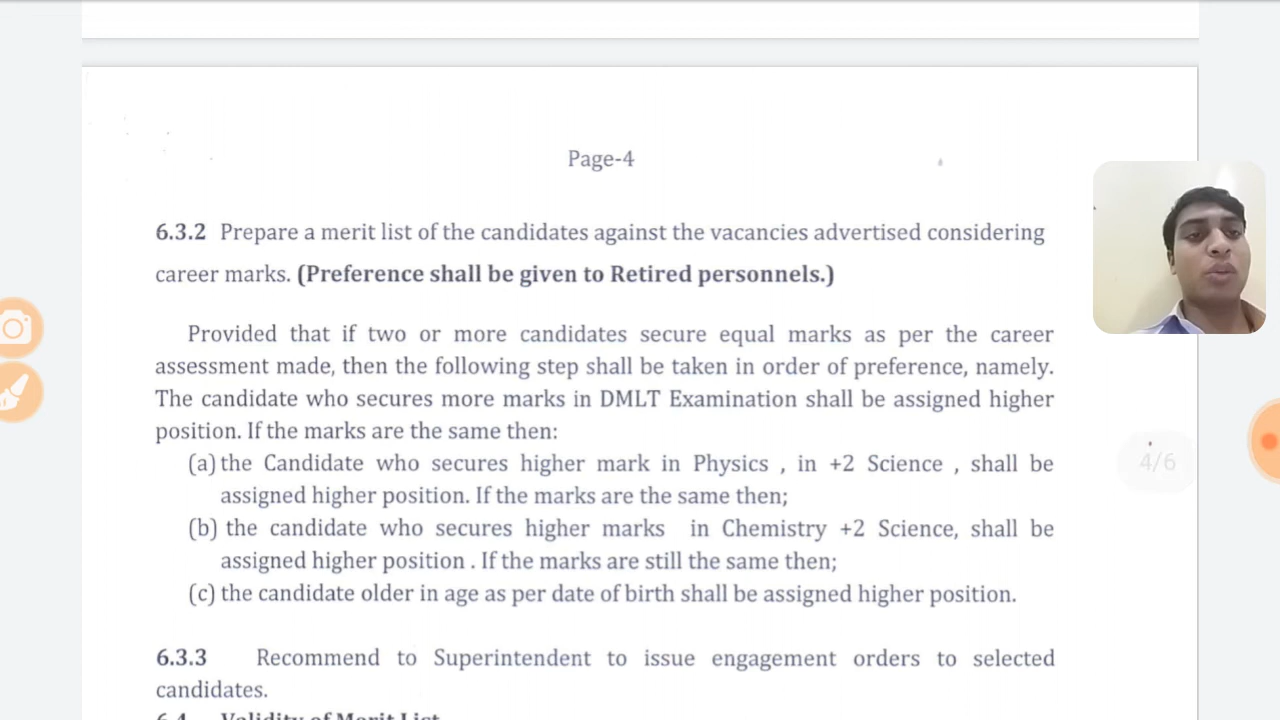 Page-4
6.3.2 Prepare a merit list of the candidates against the vacancies advertised considering
career marks. (Preference shall be given to Retired personnels.)
Provided that if two or more candidates secure equal marks as per the career
assessment made, then the following step shall be taken in order of preference, namely.
The candidate who secures more marks in DMLT Examination shall be assigned higher
position. If the marks are the same then:
(a) the Candidate who secures higher mark in Physics , in +2 Science , shall be
assigned higher position. If the marks are the same then;
(b) the candidate who secures higher marks in Chemistry +2 Science, shall be
assigned higher position . If the marks are still the same then;
(c) the candidate older in age as per date of birth shall be assigned higher position.
4/6
6.3.3 Recommend to Superintendent to issue engagement orders to selected
candidates.
6.4 Validity of Merit List